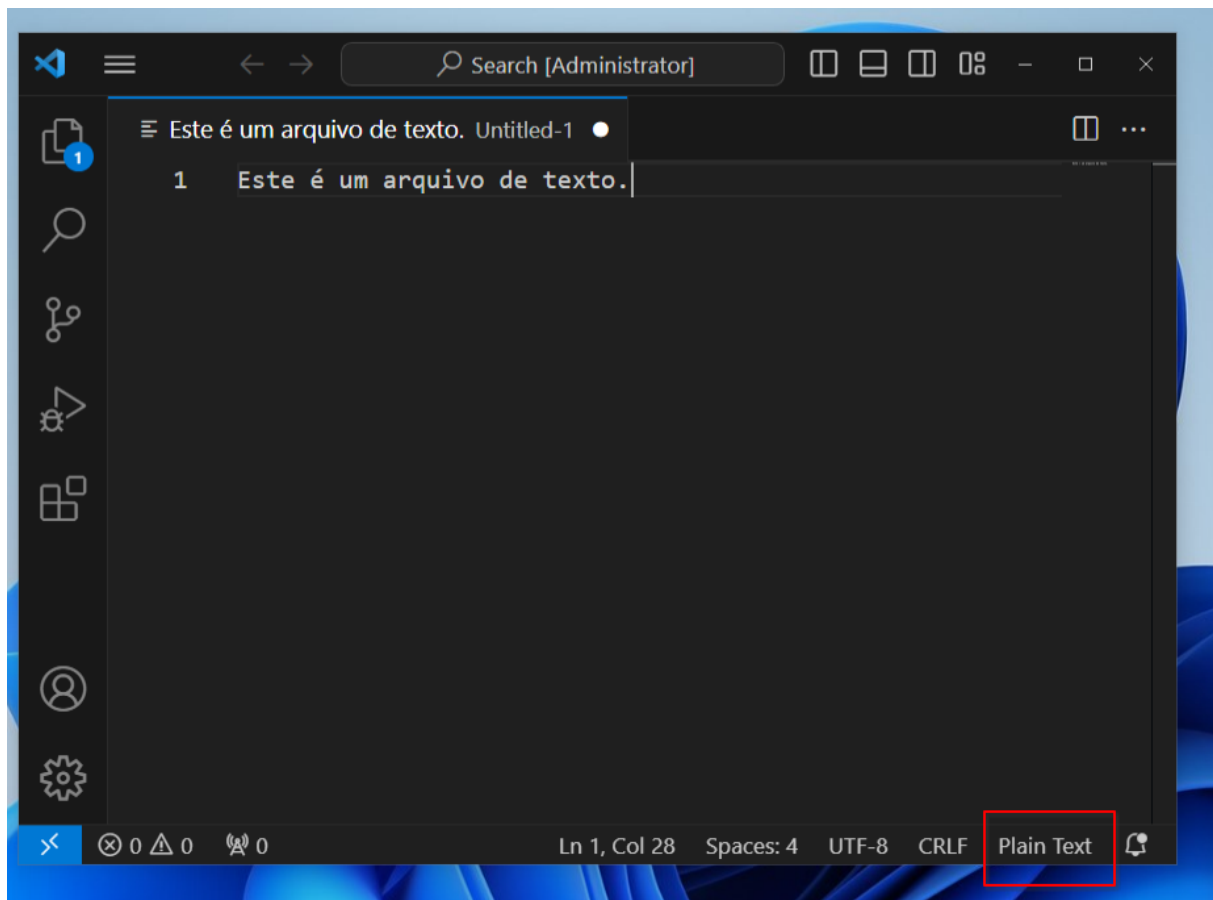 Search [Administrator]
Este é um arquivo de texto. Untitled-1
1
1 Este é um arquivo de texto.
0 0 0 Ln 1, Col 28 Spaces: 4 UTF-8 CRLF Plain Text